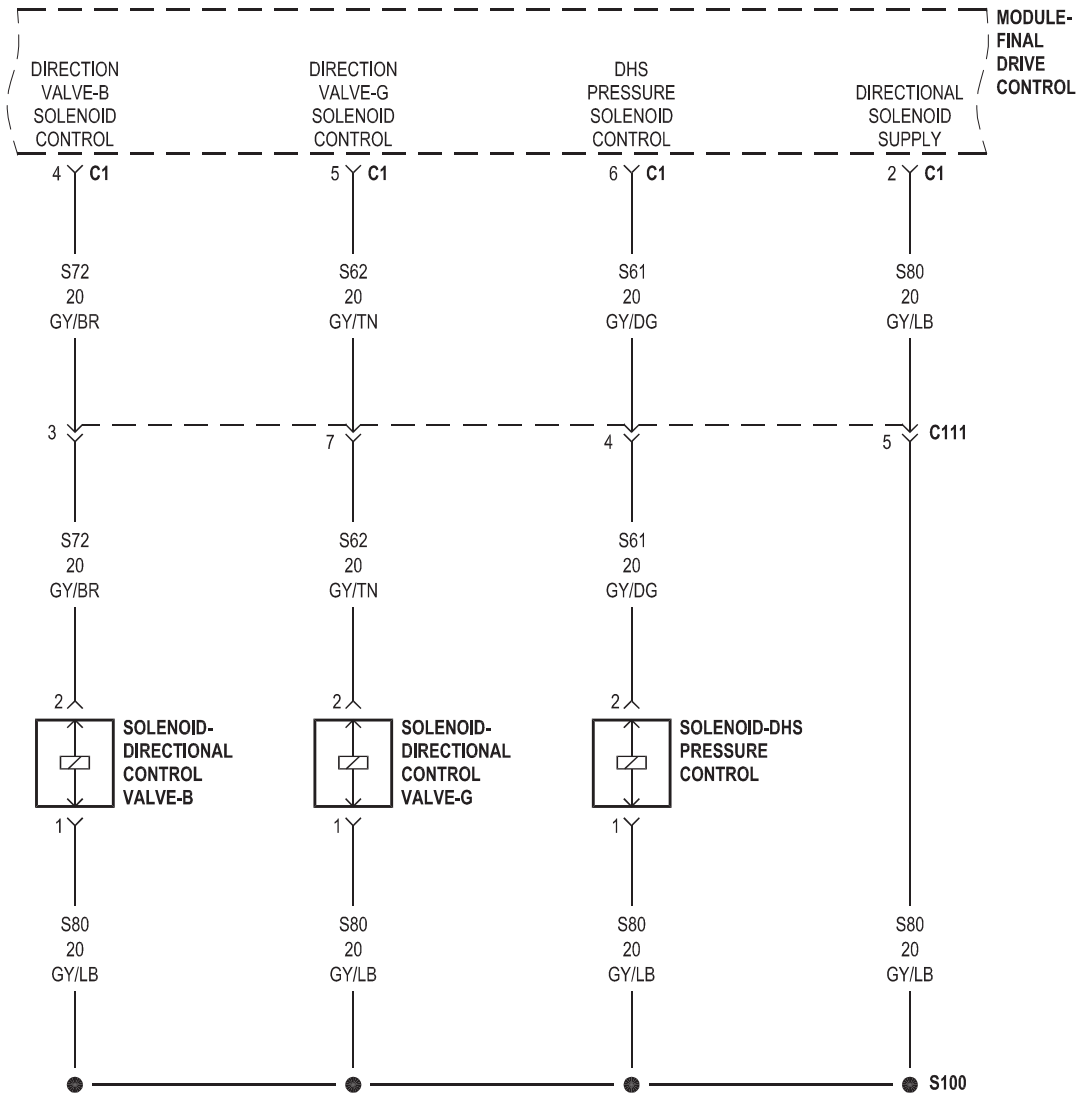 MODULE-
FINAL
DRIVE
CONTROL
DIRECTION
VALVE-B
SOLENOID
CONTROL
DIRECTION
VALVE-G
SOLENOID
CONTROL
DHS
PRESSURE
SOLENOID
CONTROL
DIRECTIONAL
SOLENOID
SUPPLY
4 C1
5 C1
6 C1
2 C1
S72
20
GY/BR
S62
20
GY/TN
S61
20
GY/DG
S80
20
GY/LB
3
7
4
5
C111
S72
20
GY/BR
S62
20
GY/TN
S61
20
GY/DG
2
SOLENOID-
DIRECTIONAL
CONTROL
VALVE-B
1
2
SOLENOID-
DIRECTIONAL
CONTROL
VALVE-G
1
2
SOLENOID-DHS
PRESSURE
CONTROL
1
S80
20
GY/LB
S80
20
GY/LB
S80
20
GY/LB
S80
20
GY/LB
S100